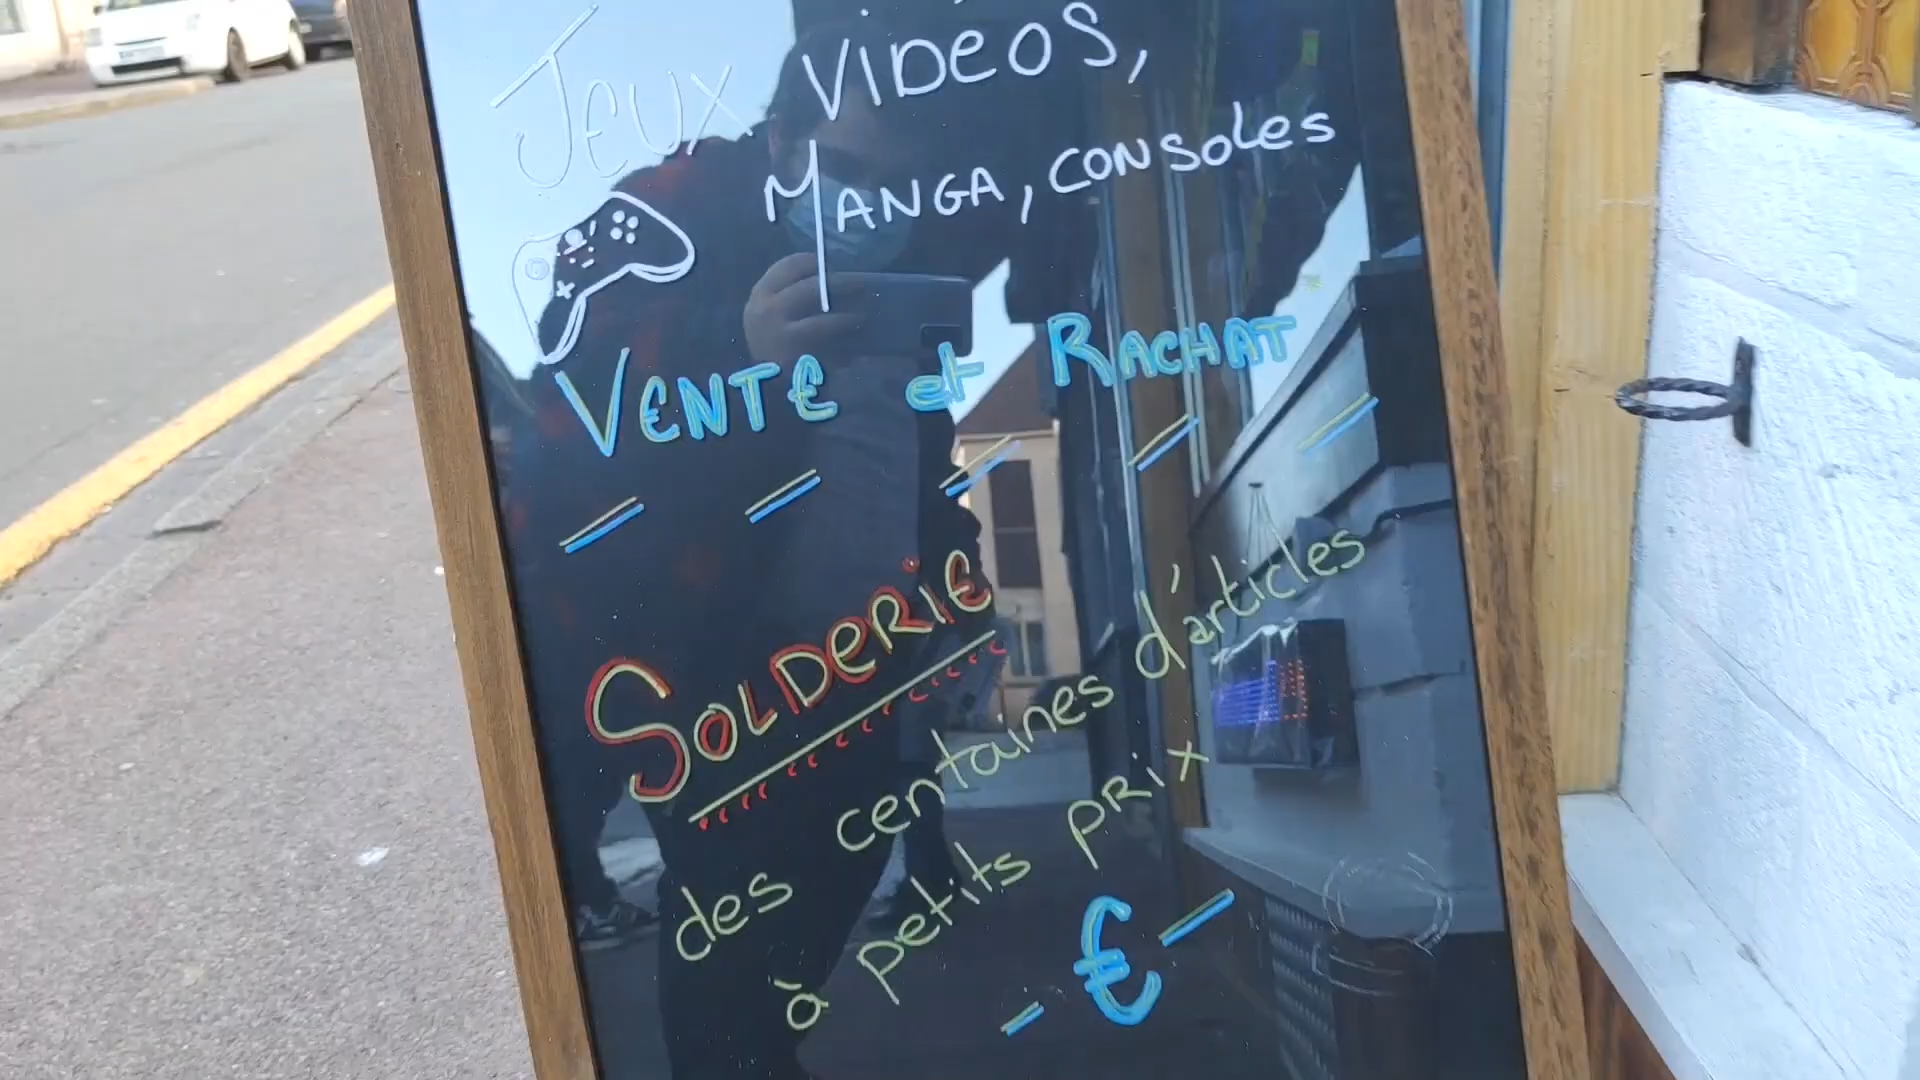 Jeux Vidéos,
Manga, consoles
Vente et Rachat
Solderie
des centaines d'articles
à petits prix
€